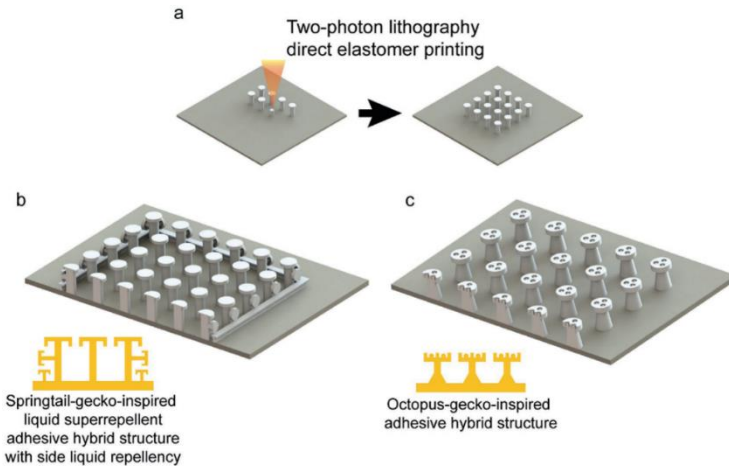 a
Two-photon lithography
direct elastomer printing
b
c
Springtail-gecko-inspired
liquid superrepellent
adhesive hybrid structure
with side liquid repellency
Octopus-gecko-inspired
adhesive hybrid structure